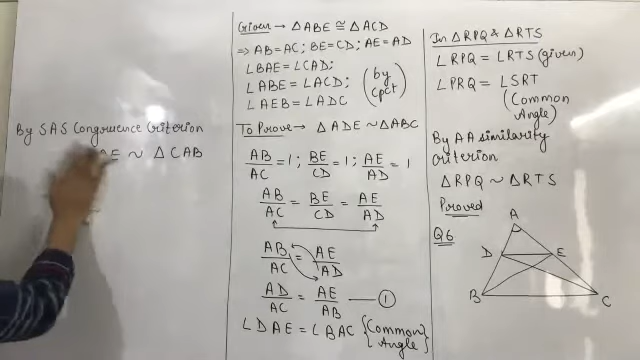 By SAS Congruence Criterion
AE ~ ΔCAB
Given → ΔABE ≅ ΔACD
⇒ AB=AC; BE=CD; AE=AD
∠BAE = ∠CAD;
∠ABE = ∠ACD;
∠AEB = ∠ADC
(by cpct)
To Prove → ΔADE ~ ΔABC
AB/AC = 1; BE/CD = 1; AE/AD = 1
AB/AC = BE/CD = AE/AD
AB/AC = AE/AD
AD/AC = AE/AB — ①
∠DAE = ∠BAC {Common Angle}
In ΔRPQ & ΔRTS
∠RPQ = ∠RTS (given)
∠PRQ = ∠SRT
(Common
Angle)
By AA similarity
Criterion
ΔRPQ ~ ΔRTS
Proved
Q6
A
D
E
B
C